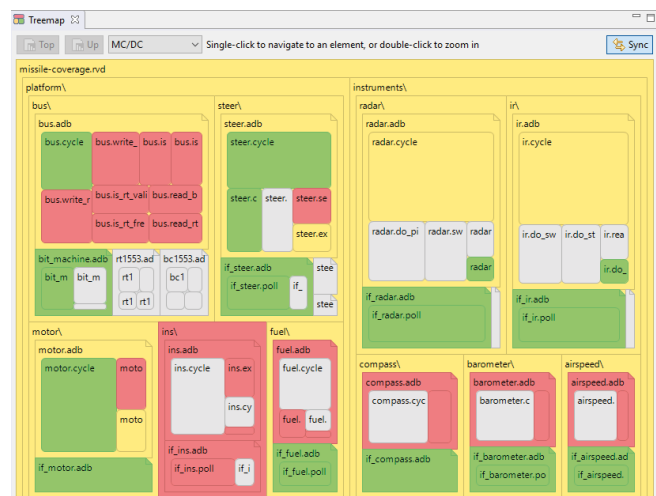 Treemap
Top Up MC/DC Single-click to navigate to an element, or double-click to zoom in Sync
missile-coverage.rvd
platform\
bus\
bus.adb
bus.cycle bus.write_ bus.is bus.is
bus.write_r bus.is_rt_vali bus.read_b
bus.is_rt_fre bus.read_rt
bit_machine.adb rt1553.ad bc1553.ad
bit_m bit_m rt1 bc1
rt1 rt1
steer\
steer.adb
steer.cycle
steer.c steer. steer.se
steer.ex
if_steer.adb stee
if_steer.poll if_
stee
motor\
motor.adb
motor.cycle moto
moto
if_motor.adb
ins\
ins.adb
ins.cycle ins.ex
ins.cy
if_ins.adb
if_ins.poll if_i
fuel\
fuel.adb
fuel.cycle
fuel. fuel.
if_fuel.adb
if_fuel.poll
instruments\
radar\
radar.adb
radar.cycle
radar.do_pi radar.sw radar
radar
if_radar.adb
if_radar.poll
ir\
ir.adb
ir.cycle
ir.do_sw ir.do_st ir.rea
ir.do_
if_ir.adb
if_ir.poll
compass\
compass.adb
compass.cyc
if_compass.adb
barometer\
barometer.adb
barometer.c
if_barometer.adb
if_barometer.po
airspeed\
airspeed.adb
airspeed.
if_airspeed.ad
if_airspeed.